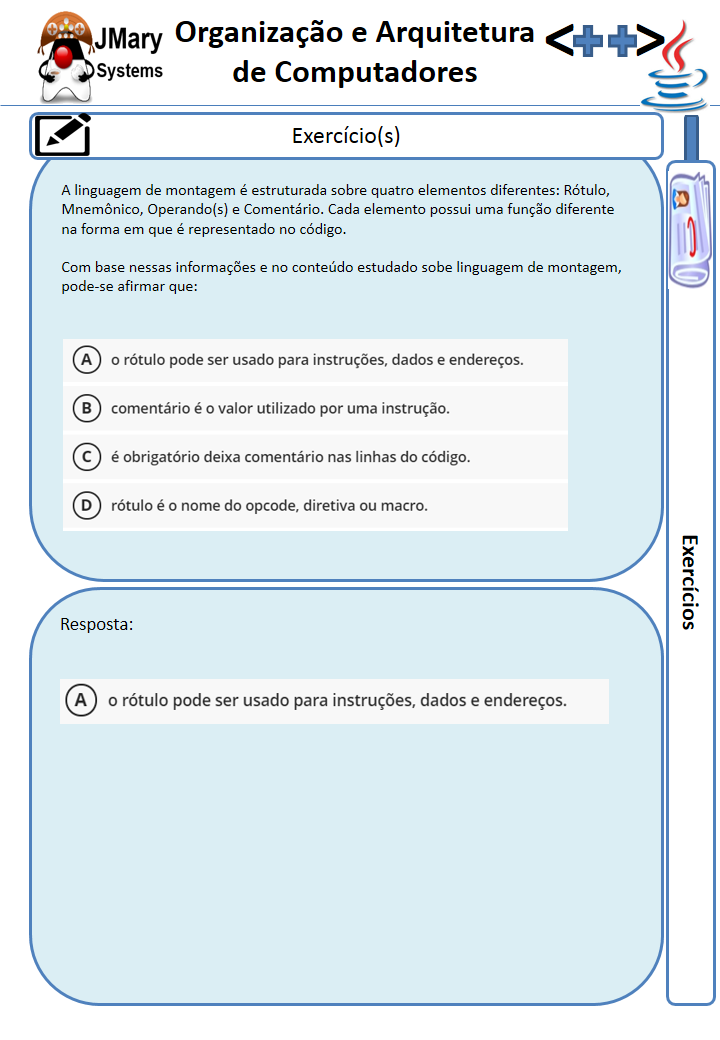 JMary
Systems
Organização e Arquitetura
de Computadores
<++>
Exercício(s)
A linguagem de montagem é estruturada sobre quatro elementos diferentes: Rótulo,
Mnemônico, Operando(s) e Comentário. Cada elemento possui uma função diferente
na forma em que é representado no código.
Com base nessas informações e no conteúdo estudado sobe linguagem de montagem,
pode-se afirmar que:
A o rótulo pode ser usado para instruções, dados e endereços.
B comentário é o valor utilizado por uma instrução.
C é obrigatório deixa comentário nas linhas do código.
D rótulo é o nome do opcode, diretiva ou macro.
Exercícios
Resposta:
A o rótulo pode ser usado para instruções, dados e endereços.